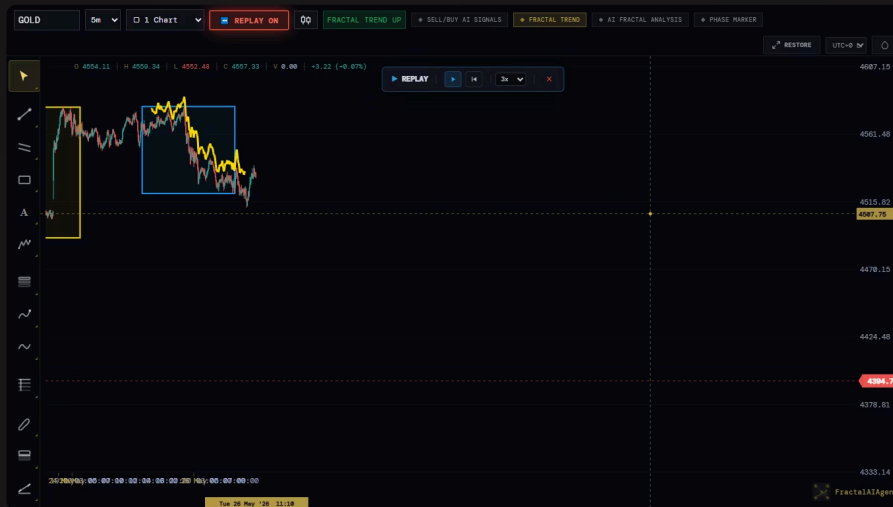 GOLD 5m 1 Chart REPLAY ON FRACTAL TREND UP SELL/BUY AI SIGNALS FRACTAL TREND AI FRACTAL ANALYSIS PHASE MARKER
RESTORE UTC+0
O 4554.11 | H 4559.34 | L 4552.48 | C 4557.33 | V 0.00 | +3.22 (+0.07%)
REPLAY 3x ×
4607.15
4561.48
4515.82
4507.75
A
4470.15
4424.48
4394.7
4378.81
4333.14
FractalAIAgen
Tue 26 May '26 11:10